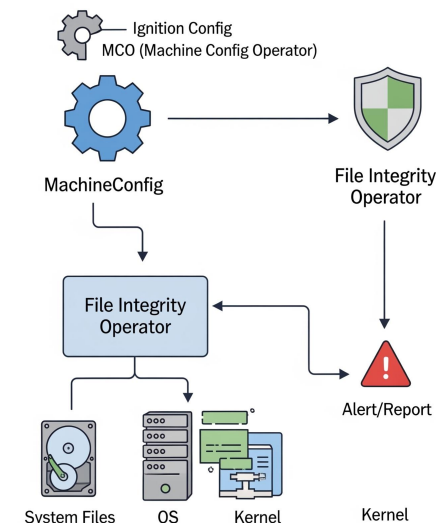 Ignition Config
MCO (Machine Config Operator)
MachineConfig
File Integrity
Operator
File Integrity
Operator
Alert/Report
System Files
OS
Kernel
Kernel